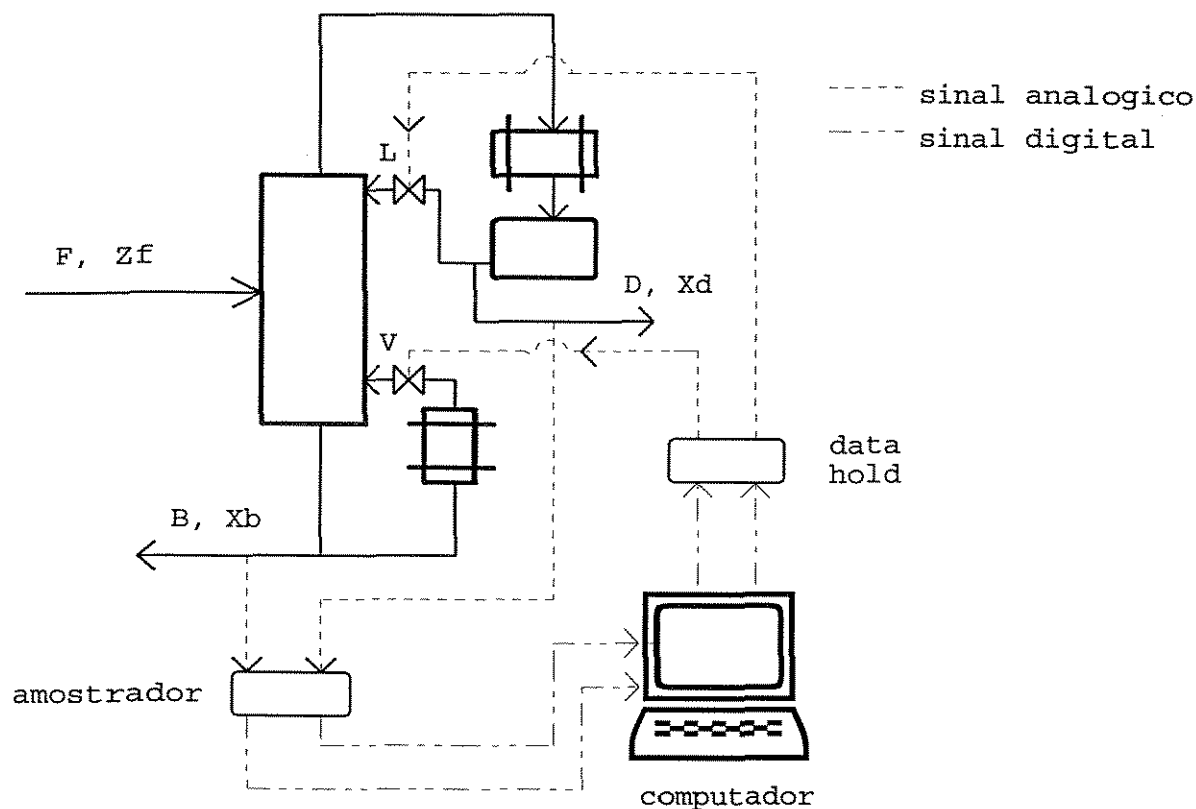 sinal analogico
sinal digital
L
F, Zf
D, Xd
V
data
hold
B, Xb
amostrador
computador